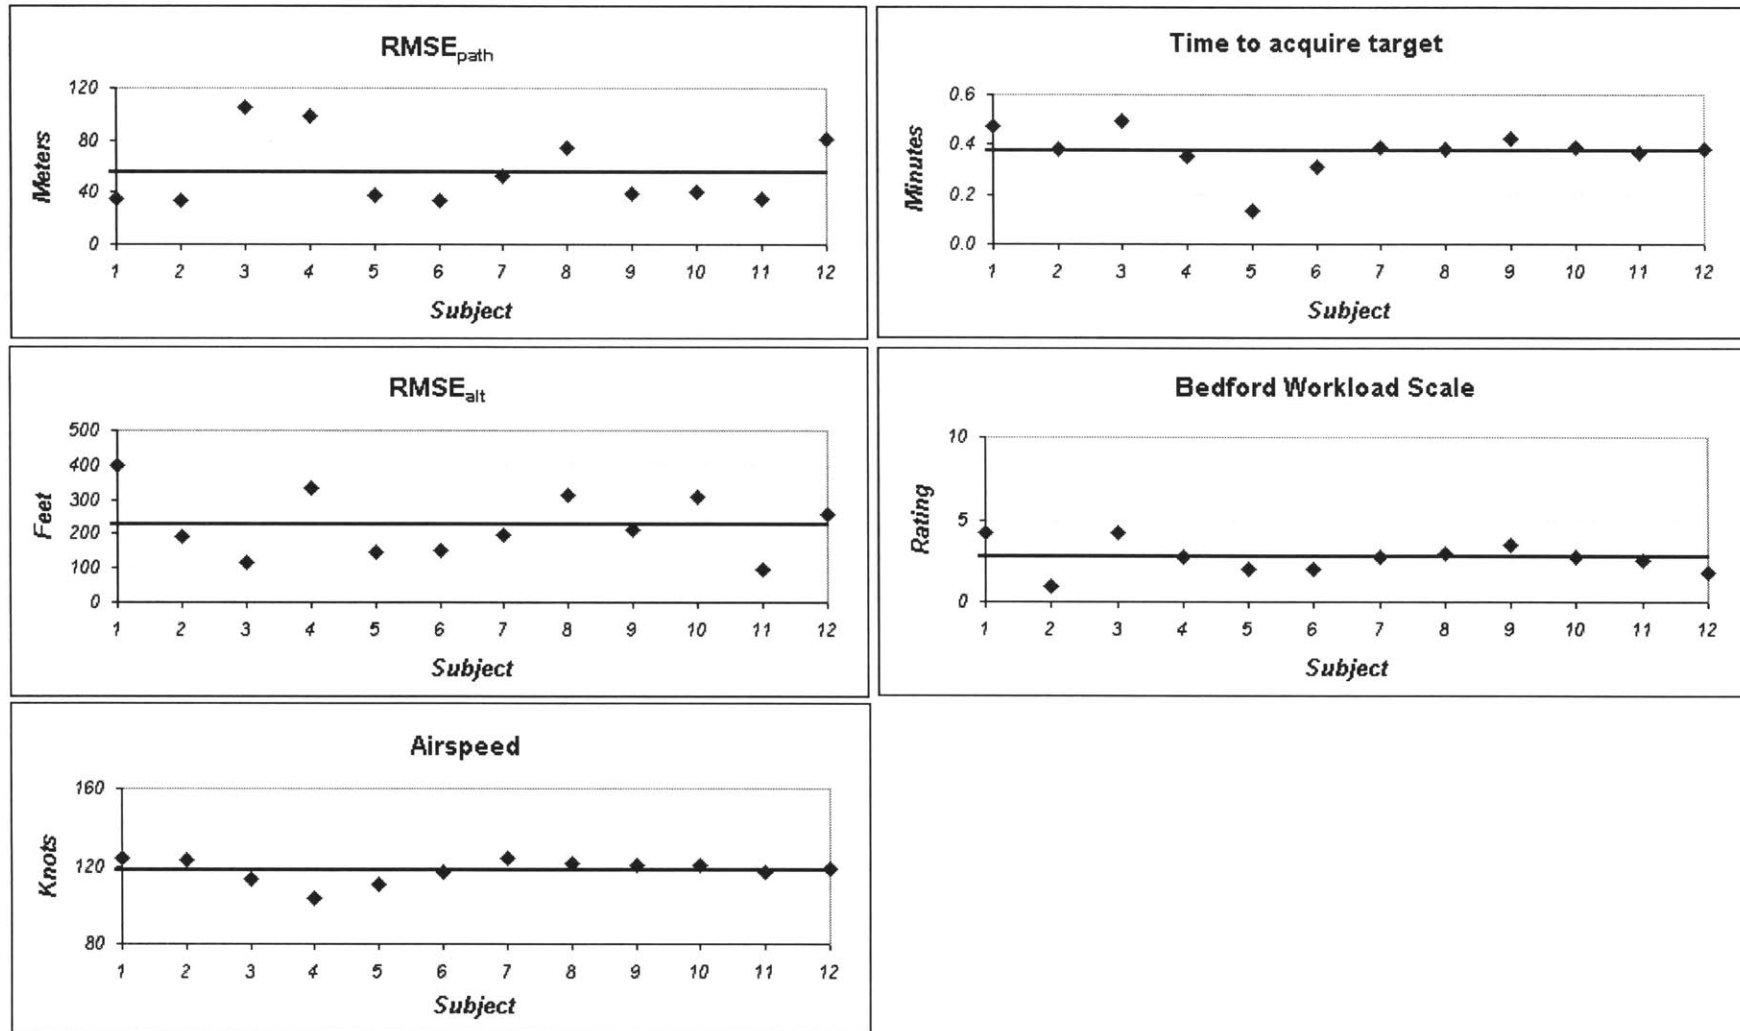 RMSEpath
Meters
120
80
40
0
1 2 3 4 5 6 7 8 9 10 11 12
Subject
Time to acquire target
Minutes
0.6
0.4
0.2
0.0
1 2 3 4 5 6 7 8 9 10 11 12
Subject
RMSEalt
Feet
500
400
300
200
100
0
1 2 3 4 5 6 7 8 9 10 11 12
Subject
Bedford Workload Scale
Rating
10
5
0
1 2 3 4 5 6 7 8 9 10 11 12
Subject
Airspeed
Knots
160
120
80
1 2 3 4 5 6 7 8 9 10 11 12
Subject